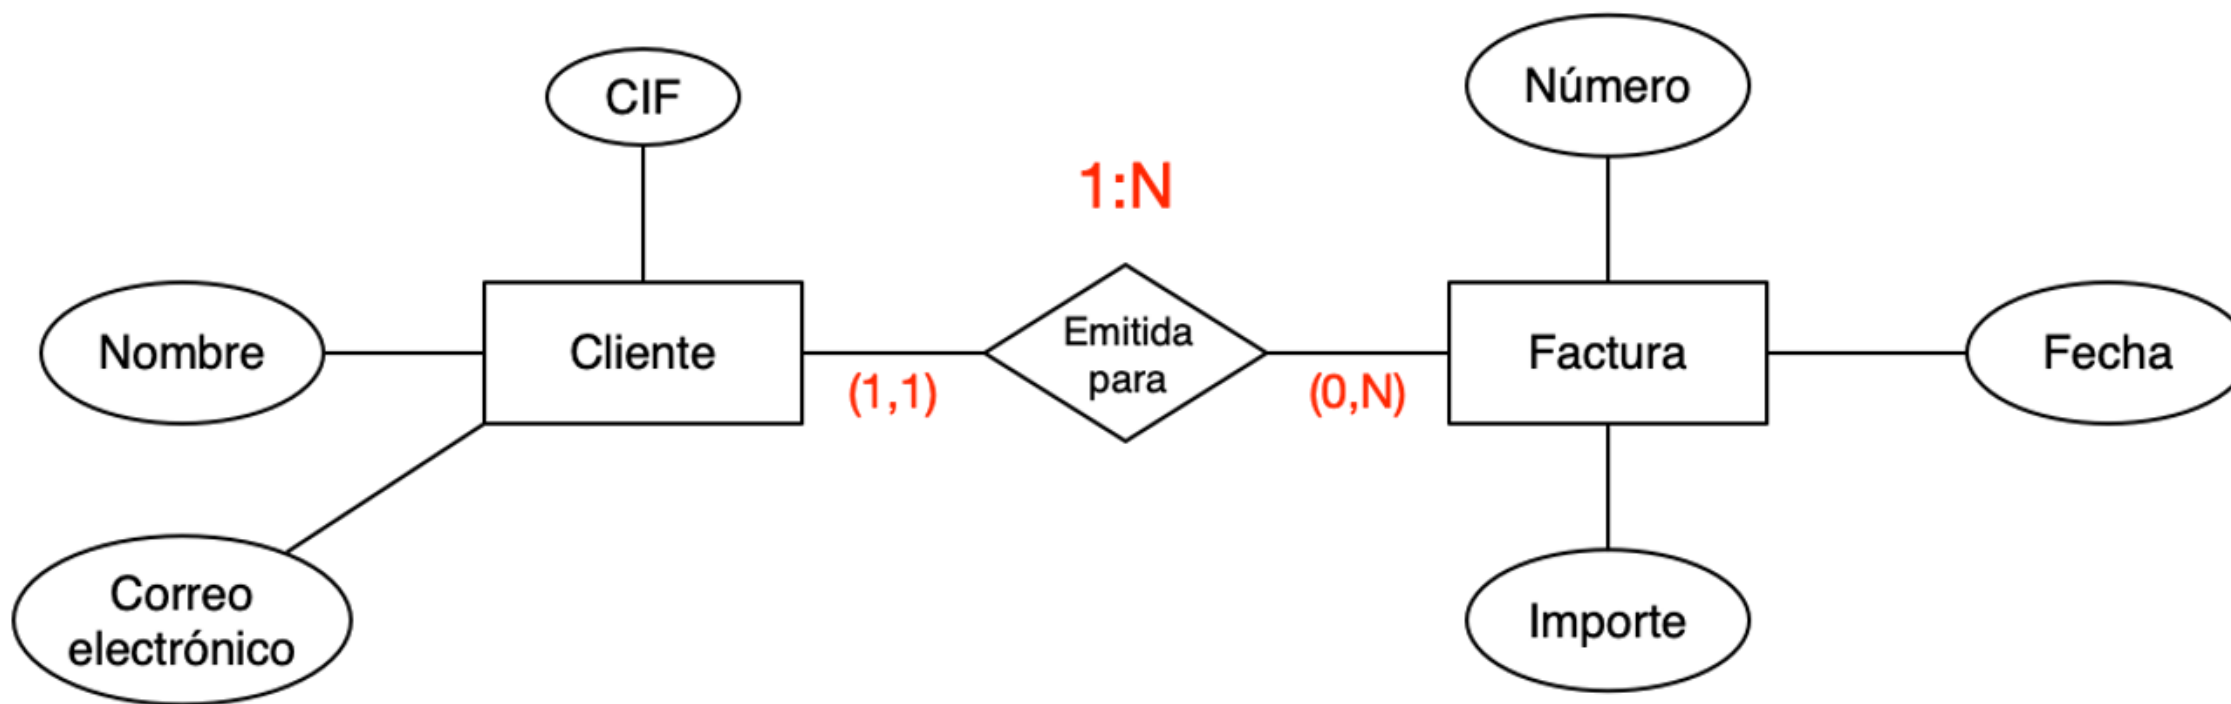 CIF
Número
1:N
Nombre
Cliente
Emitida
para
Factura
Fecha
(1,1)
(0,N)
Correo
electrónico
Importe